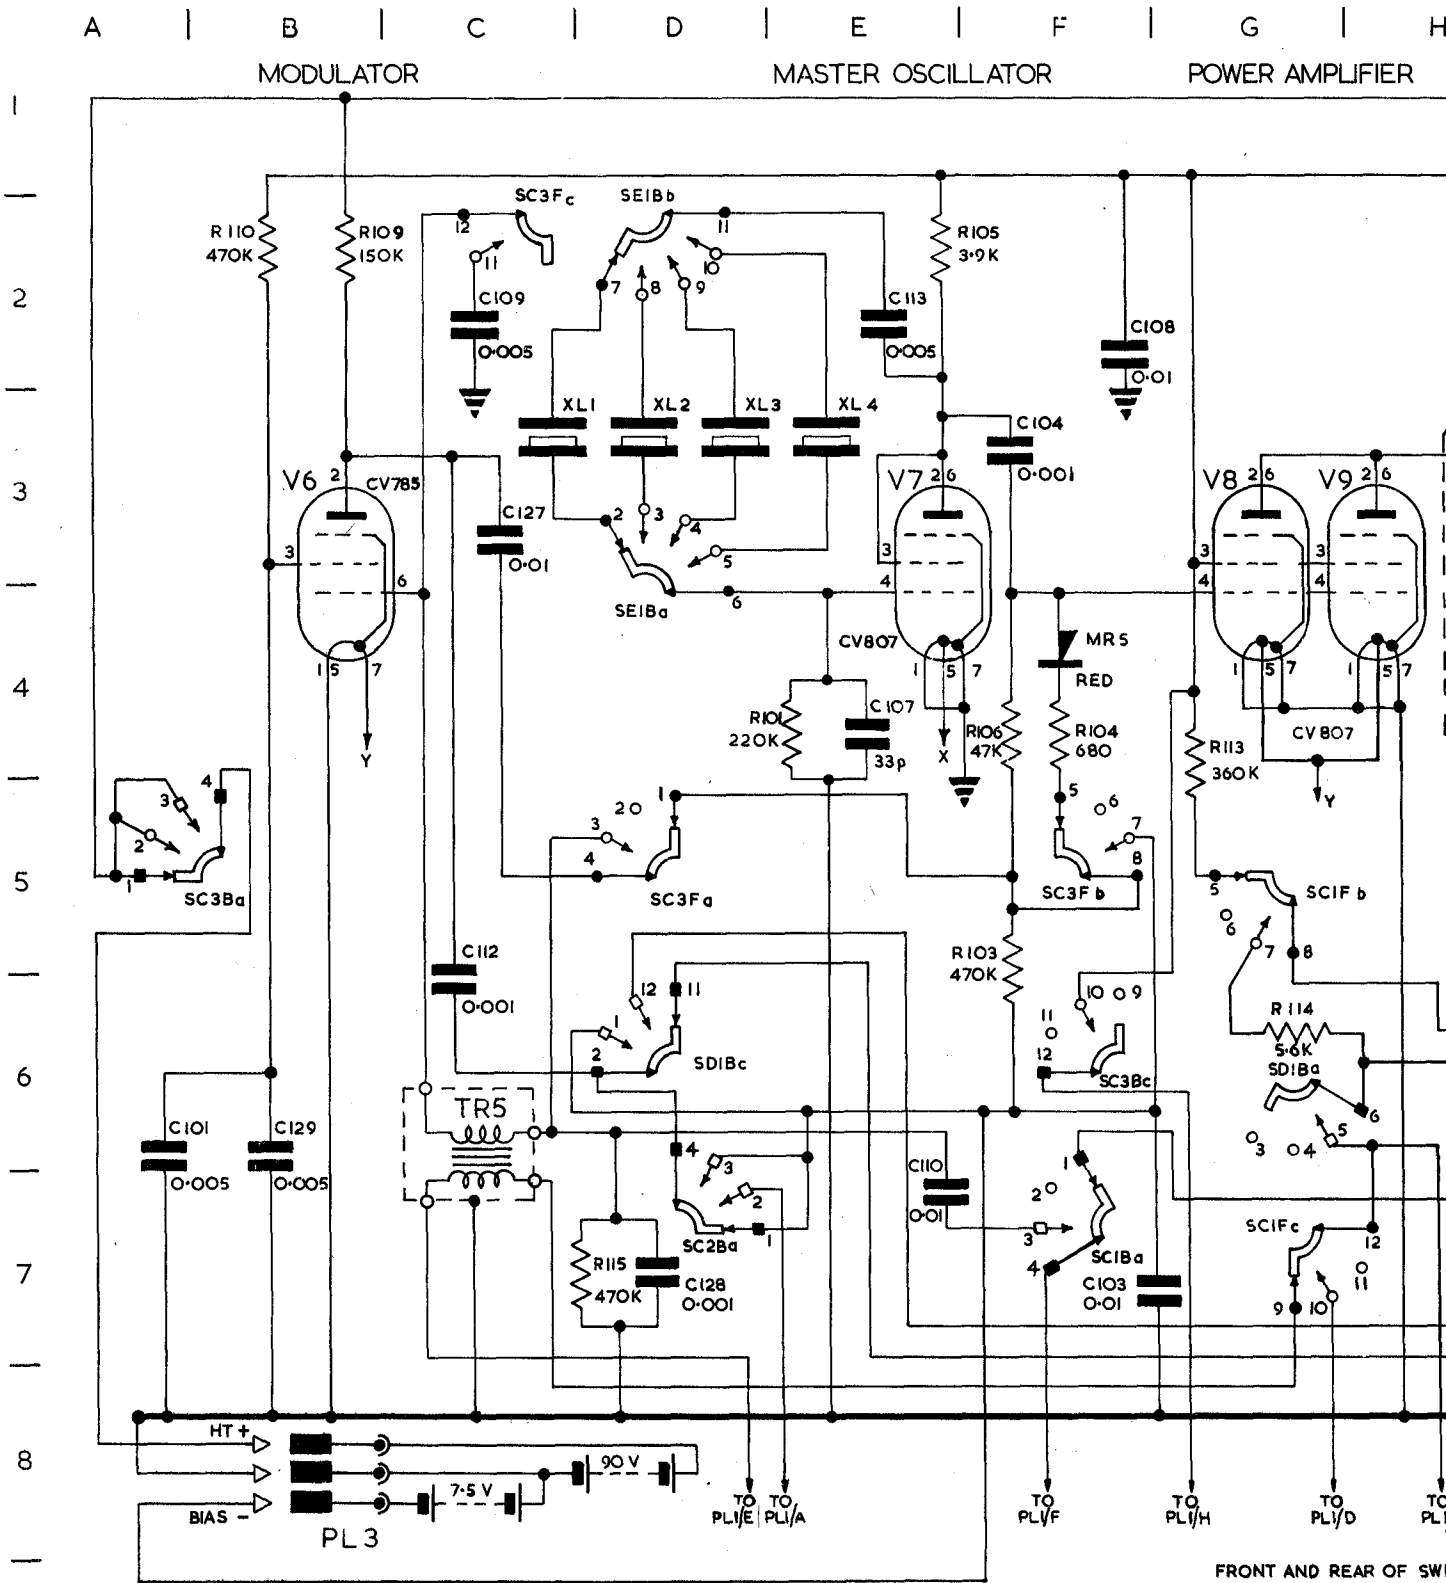 A B C D E F G H
MODULATOR MASTER OSCILLATOR POWER AMPLIFIER
1
SC3Fc SE1Bb
12 11
R110 470K
R109 150K
R105 3·9K
11 10
7 8 9
2
C109 0·005
C113 0·005
C108 0·01
XL1 XL2 XL3 XL4
C104 0·001
3
V6 2 CV785
V7 2 6
V8 2 6
V9 2 6
C127 0·01
2 3 4 5
3 3 3 3
6 4 4 4
SE1Ba 6
CV807
MR5 RED
1 5 7
1 5 7
1 5 7
1 5 7
4
R101 220K
C107 33p
R106 47K
R104 680
R113 360K
CV807
Y X Y
4 3 2 1
SC3Ba
2 1
3 4
SC3Fa
5 6 7 8
SC3Fb
5
5 6 7 8
SC1Fb
C112 0·001
R103 470K
12 11
1 2
SD1Bc
10 9
11 12
SC3Bc
R114 5·6K
SD1Ba
6
6 5 4 3
TR5
C101 0·005
C129 0·005
4 3 2 1
SC2Ba
C110 0·01
1 2 3 4
SC1Ba
SC1Fc
12 11
9 10
7
R115 470K
C128 0·001
C103 0·01
HT +
8
90 V
7·5 V
BIAS -
PL3
TO PL1/E
TO PL1/A
TO PL1/F
TO PL1/H
TO PL1/D
TO
FRONT AND REAR OF